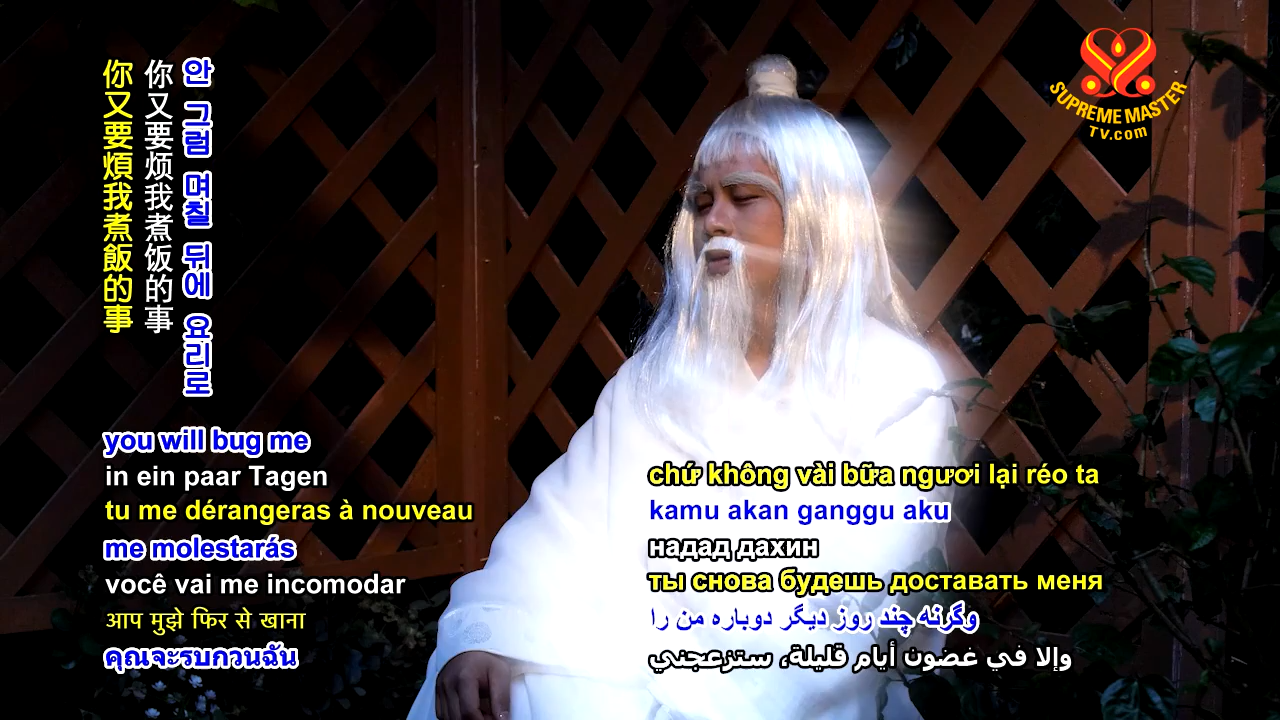 你又要煩我煮飯的事
你又要烦我煮饭的事
안 그럼 며칠 뒤에 요리로
SUPREME MASTER
TV.com
you will bug me
in ein paar Tagen
tu me dérangeras à nouveau
me molestarás
você vai me incomodar
आप मुझे फिर से खाना
คุณจะรบกวนฉัน
chứ không vài bữa ngươi lại réo ta
kamu akan ganggu aku
надад дахин
ты снова будешь доставать меня
وگرنه چند روز دیگر دوباره من را
وإلا في غضون أيام قليلة، ستزعجني